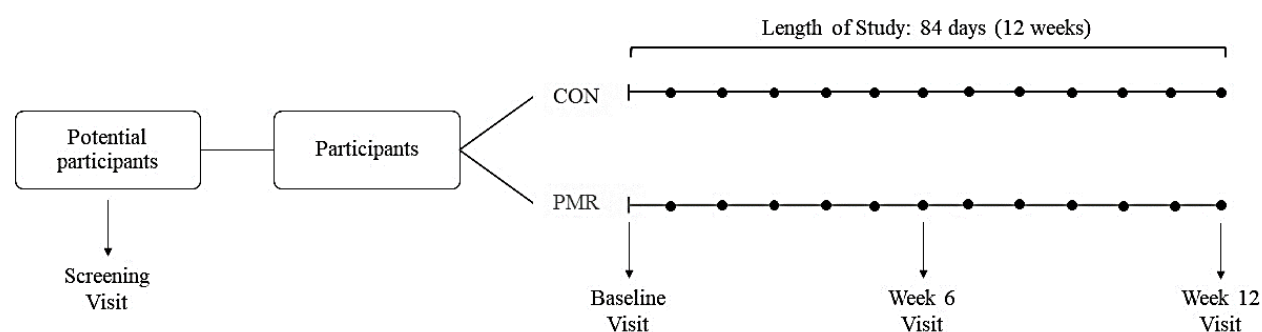 Length of Study: 84 days (12 weeks)
CON
Potential
participants
Participants
PMR
Screening
Visit
Baseline
Visit
Week 6
Visit
Week 12
Visit